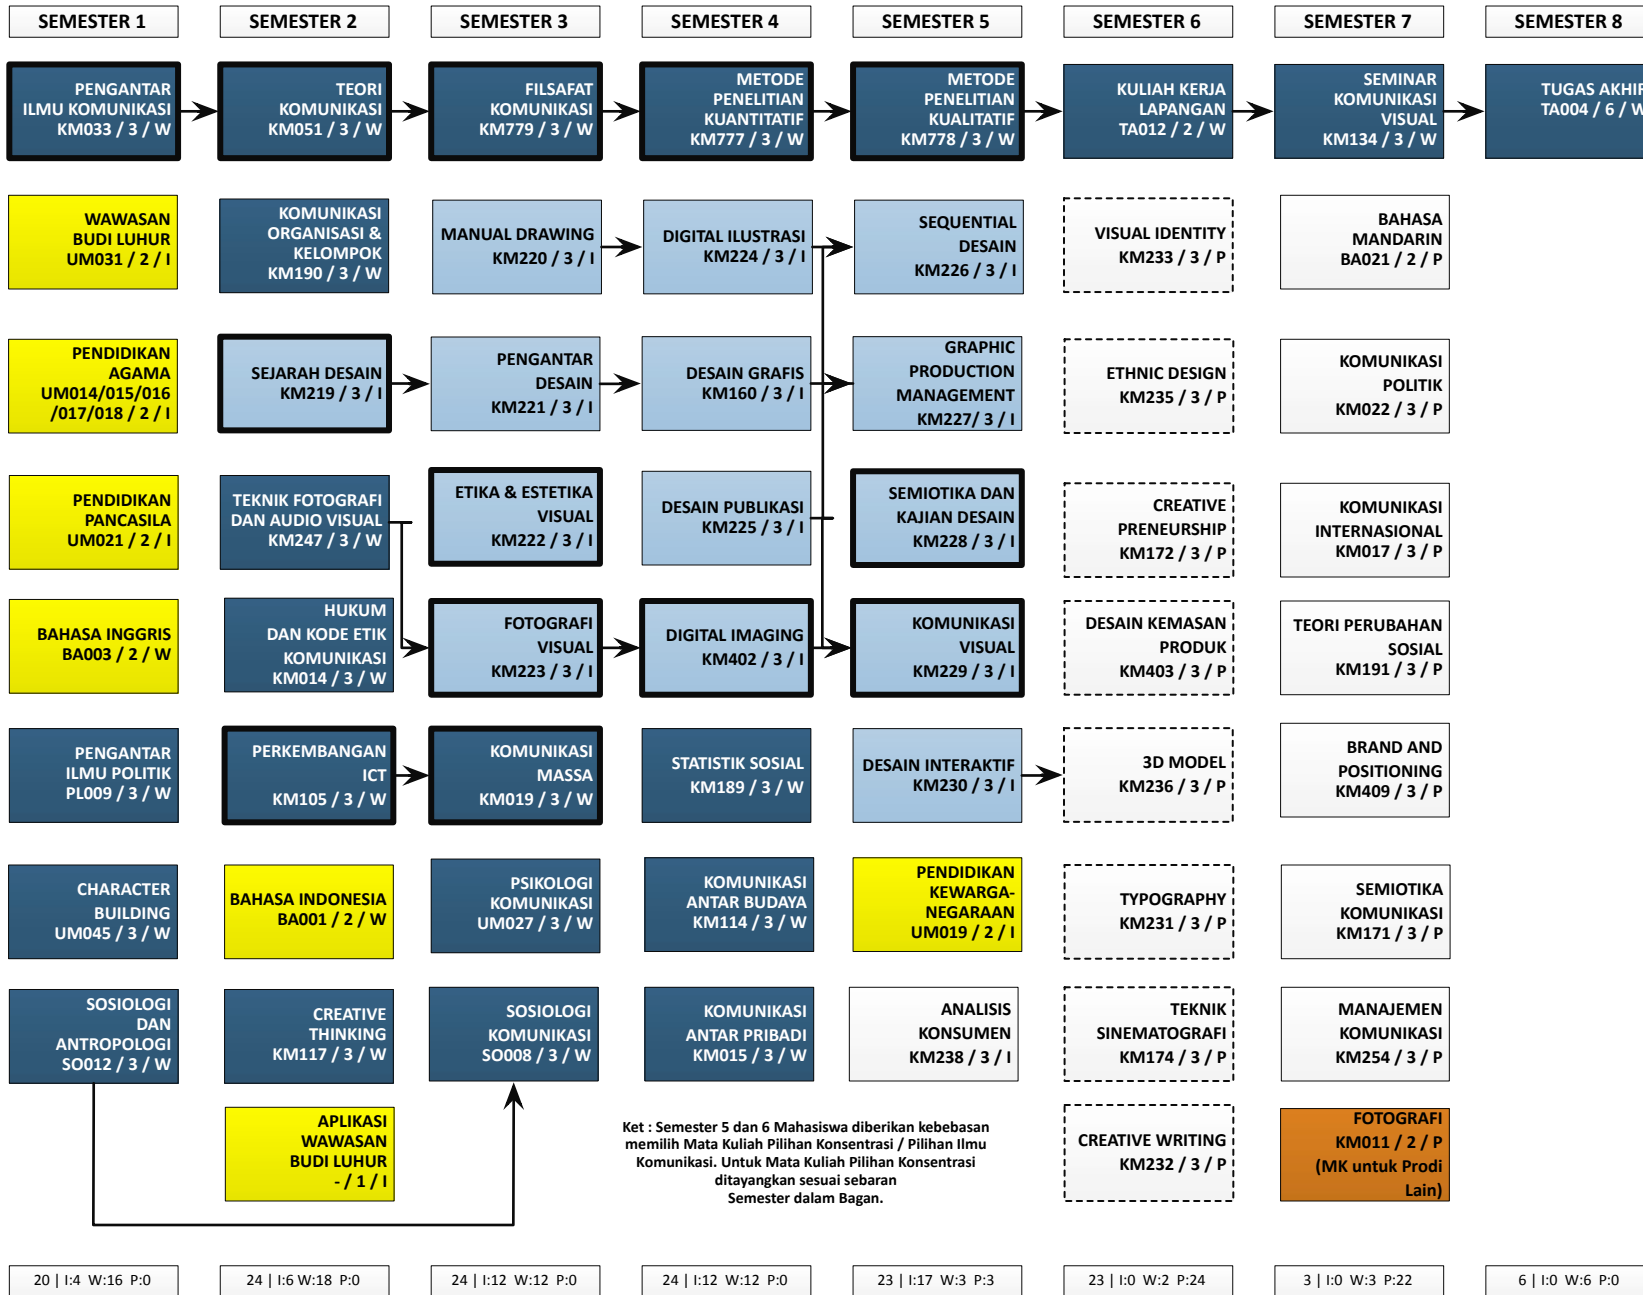 SEMESTER 1
SEMESTER 2
SEMESTER 3
SEMESTER 4
SEMESTER 5
SEMESTER 6
SEMESTER 7
SEMESTER 8
PENGANTAR
ILMU KOMUNIKASI
KM033 / 3 / W
TEORI
KOMUNIKASI
KM051 / 3 / W
FILSAFAT
KOMUNIKASI
KM779 / 3 / W
METODE
PENELITIAN
KUANTITATIF
KM777 / 3 / W
METODE
PENELITIAN
KUALITATIF
KM778 / 3 / W
KULIAH KERJA
LAPANGAN
TA012 / 2 / W
SEMINAR
KOMUNIKASI
VISUAL
KM134 / 3 / W
TUGAS AKHIR
TA004 / 6 / W
WAWASAN
BUDI LUHUR
UM031 / 2 / I
KOMUNIKASI
ORGANISASI &
KELOMPOK
KM190 / 3 / W
MANUAL DRAWING
KM220 / 3 / I
DIGITAL ILUSTRASI
KM224 / 3 / I
SEQUENTIAL
DESAIN
KM226 / 3 / I
VISUAL IDENTITY
KM233 / 3 / P
BAHASA
MANDARIN
BA021 / 2 / P
PENDIDIKAN
AGAMA
UM014/015/016
/017/018 / 2 / I
SEJARAH DESAIN
KM219 / 3 / I
PENGANTAR
DESAIN
KM221 / 3 / I
DESAIN GRAFIS
KM160 / 3 / I
GRAPHIC
PRODUCTION
MANAGEMENT
KM227/ 3 / I
ETHNIC DESIGN
KM235 / 3 / P
KOMUNIKASI
POLITIK
KM022 / 3 / P
PENDIDIKAN
PANCASILA
UM021 / 2 / I
TEKNIK FOTOGRAFI
DAN AUDIO VISUAL
KM247 / 3 / W
ETIKA & ESTETIKA
VISUAL
KM222 / 3 / I
DESAIN PUBLIKASI
KM225 / 3 / I
SEMIOTIKA DAN
KAJIAN DESAIN
KM228 / 3 / I
CREATIVE
PRENEURSHIP
KM172 / 3 / P
KOMUNIKASI
INTERNASIONAL
KM017 / 3 / P
BAHASA INGGRIS
BA003 / 2 / W
HUKUM
DAN KODE ETIK
KOMUNIKASI
KM014 / 3 / W
FOTOGRAFI
VISUAL
KM223 / 3 / I
DIGITAL IMAGING
KM402 / 3 / I
KOMUNIKASI
VISUAL
KM229 / 3 / I
DESAIN KEMASAN
PRODUK
KM403 / 3 / P
TEORI PERUBAHAN
SOSIAL
KM191 / 3 / P
PENGANTAR
ILMU POLITIK
PL009 / 3 / W
PERKEMBANGAN
ICT
KM105 / 3 / W
KOMUNIKASI
MASSA
KM019 / 3 / W
STATISTIK SOSIAL
KM189 / 3 / W
DESAIN INTERAKTIF
KM230 / 3 / I
3D MODEL
KM236 / 3 / P
BRAND AND
POSITIONING
KM409 / 3 / P
CHARACTER
BUILDING
UM045 / 3 / W
BAHASA INDONESIA
BA001 / 2 / W
PSIKOLOGI
KOMUNIKASI
UM027 / 3 / W
KOMUNIKASI
ANTAR BUDAYA
KM114 / 3 / W
PENDIDIKAN
KEWARGA-
NEGARAAN
UM019 / 2 / I
TYPOGRAPHY
KM231 / 3 / P
SEMIOTIKA
KOMUNIKASI
KM171 / 3 / P
SOSIOLOGI
DAN
ANTROPOLOGI
SO012 / 3 / W
CREATIVE
THINKING
KM117 / 3 / W
SOSIOLOGI
KOMUNIKASI
SO008 / 3 / W
KOMUNIKASI
ANTAR PRIBADI
KM015 / 3 / W
ANALISIS
KONSUMEN
KM238 / 3 / I
TEKNIK
SINEMATOGRAFI
KM174 / 3 / P
MANAJEMEN
KOMUNIKASI
KM254 / 3 / P
APLIKASI
WAWASAN
BUDI LUHUR
- / 1 / I
Ket : Semester 5 dan 6 Mahasiswa diberikan kebebasan
memilih Mata Kuliah Pilihan Konsentrasi / Pilihan Ilmu
Komunikasi. Untuk Mata Kuliah Pilihan Konsentrasi
ditayangkan sesuai sebaran
Semester dalam Bagan.
CREATIVE WRITING
KM232 / 3 / P
FOTOGRAFI
KM011 / 2 / P
(MK untuk Prodi
Lain)
20 | I:4 W:16 P:0
24 | I:6 W:18 P:0
24 | I:12 W:12 P:0
24 | I:12 W:12 P:0
23 | I:17 W:3 P:3
23 | I:0 W:2 P:24
3 | I:0 W:3 P:22
6 | I:0 W:6 P:0